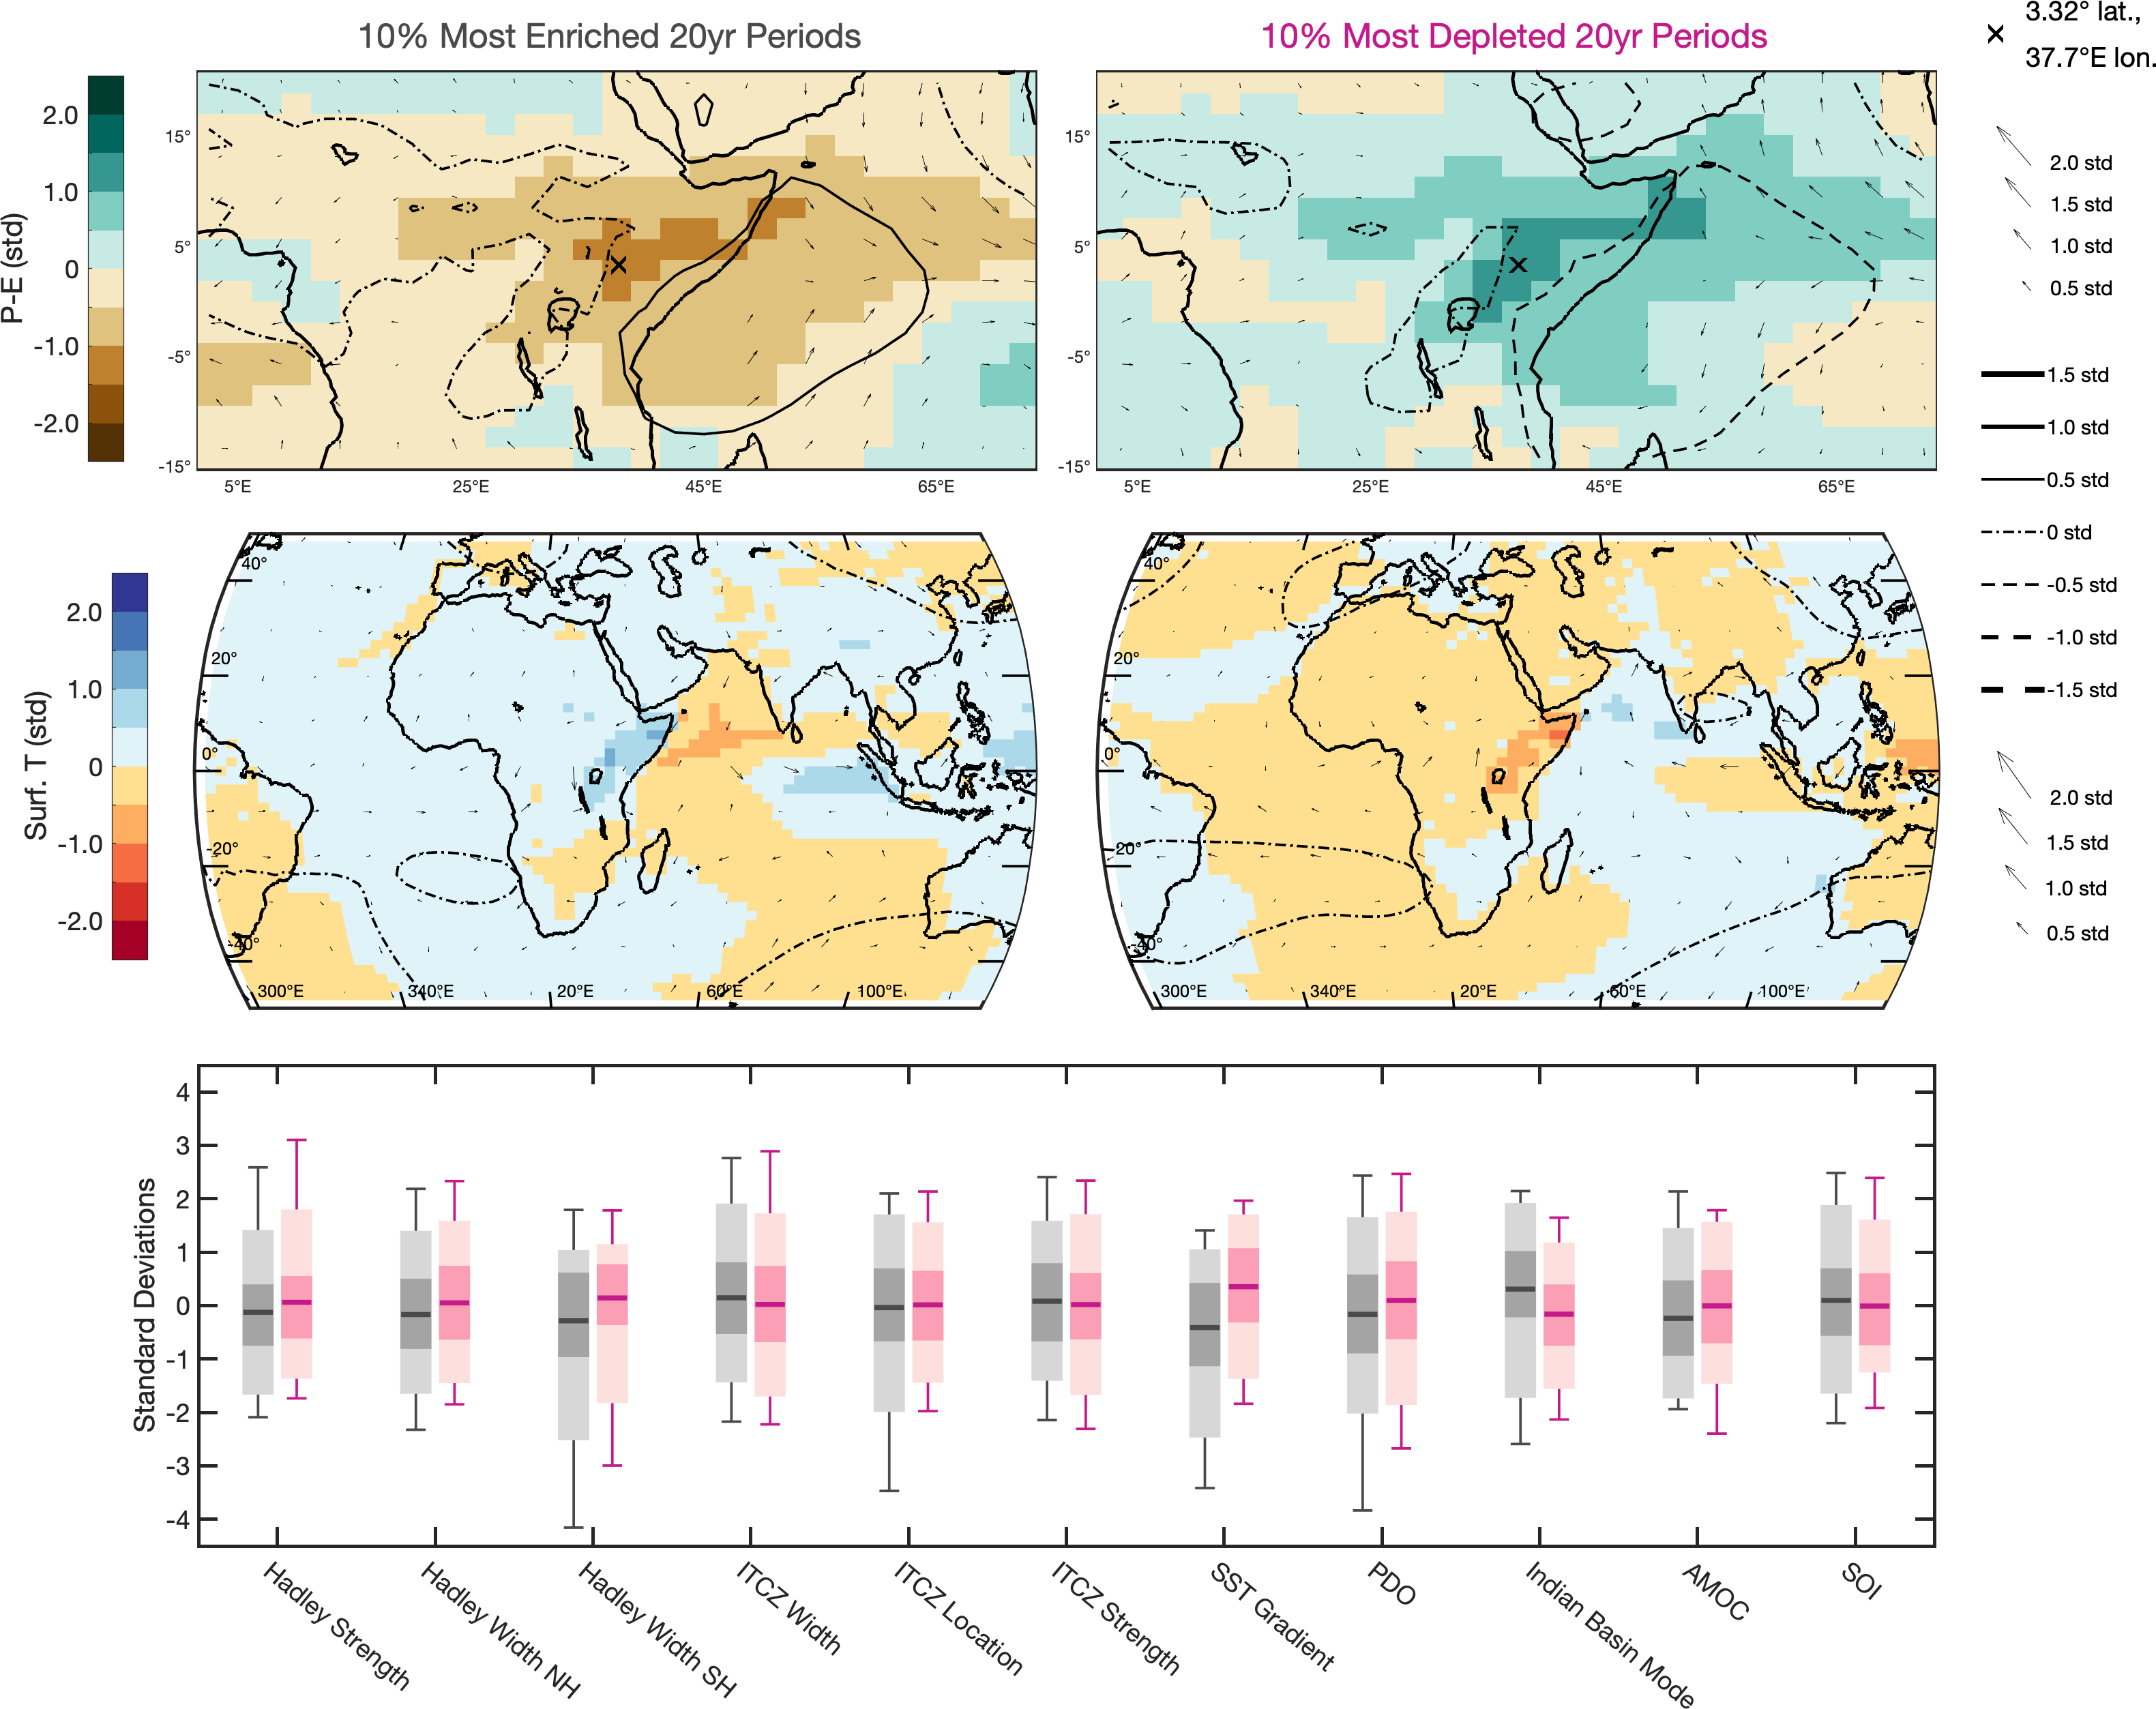 10% Most Enriched 20yr Periods
10% Most Depleted 20yr Periods
3.32° lat.,
37.7°E lon.
P-E (std)
2.0
1.0
0
-1.0
-2.0
15°
5°
-5°
-15°
5°E
25°E
45°E
65°E
15°
5°
-5°
-15°
5°E
25°E
45°E
65°E
2.0 std
1.5 std
1.0 std
0.5 std
1.5 std
1.0 std
0.5 std
0 std
-0.5 std
-1.0 std
-1.5 std
Surf. T (std)
2.0
1.0
0
-1.0
-2.0
40°
20°
0°
-20°
-40°
300°E
340°E
20°E
60°E
100°E
40°
20°
0°
-20°
-40°
300°E
340°E
20°E
60°E
100°E
2.0 std
1.5 std
1.0 std
0.5 std
Standard Deviations
4
3
2
1
0
-1
-2
-3
-4
Hadley Strength
Hadley Width NH
Hadley Width SH
ITCZ Width
ITCZ Location
ITCZ Strength
SST Gradient
PDO
Indian Basin Mode
AMOC
SOI